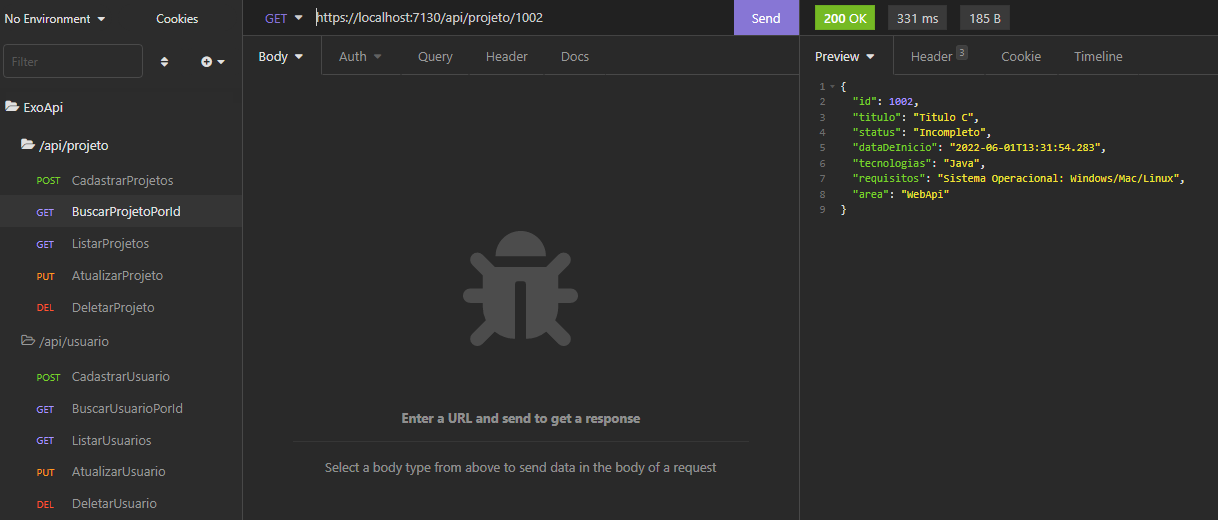 No Environment
Cookies
Filter
ExoApi
/api/projeto
POST CadastrarProjetos
GET BuscarProjetoPorId
GET ListarProjetos
PUT AtualizarProjeto
DEL DeletarProjeto
/api/usuario
POST CadastrarUsuario
GET BuscarUsuarioPorId
GET ListarUsuarios
PUT AtualizarUsuario
DEL DeletarUsuario
GET https://localhost:7130/api/projeto/1002 Send
Body Auth Query Header Docs
Enter a URL and send to get a response
Select a body type from above to send data in the body of a request
200 OK 331 ms 185 B
Preview Header 3 Cookie Timeline
1 {
2 "id": 1002,
3 "titulo": "Titulo C",
4 "status": "Incompleto",
5 "dataDeInicio": "2022-06-01T13:31:54.283",
6 "tecnologias": "Java",
7 "requisitos": "Sistema Operacional: Windows/Mac/Linux",
8 "area": "WebApi"
9 }